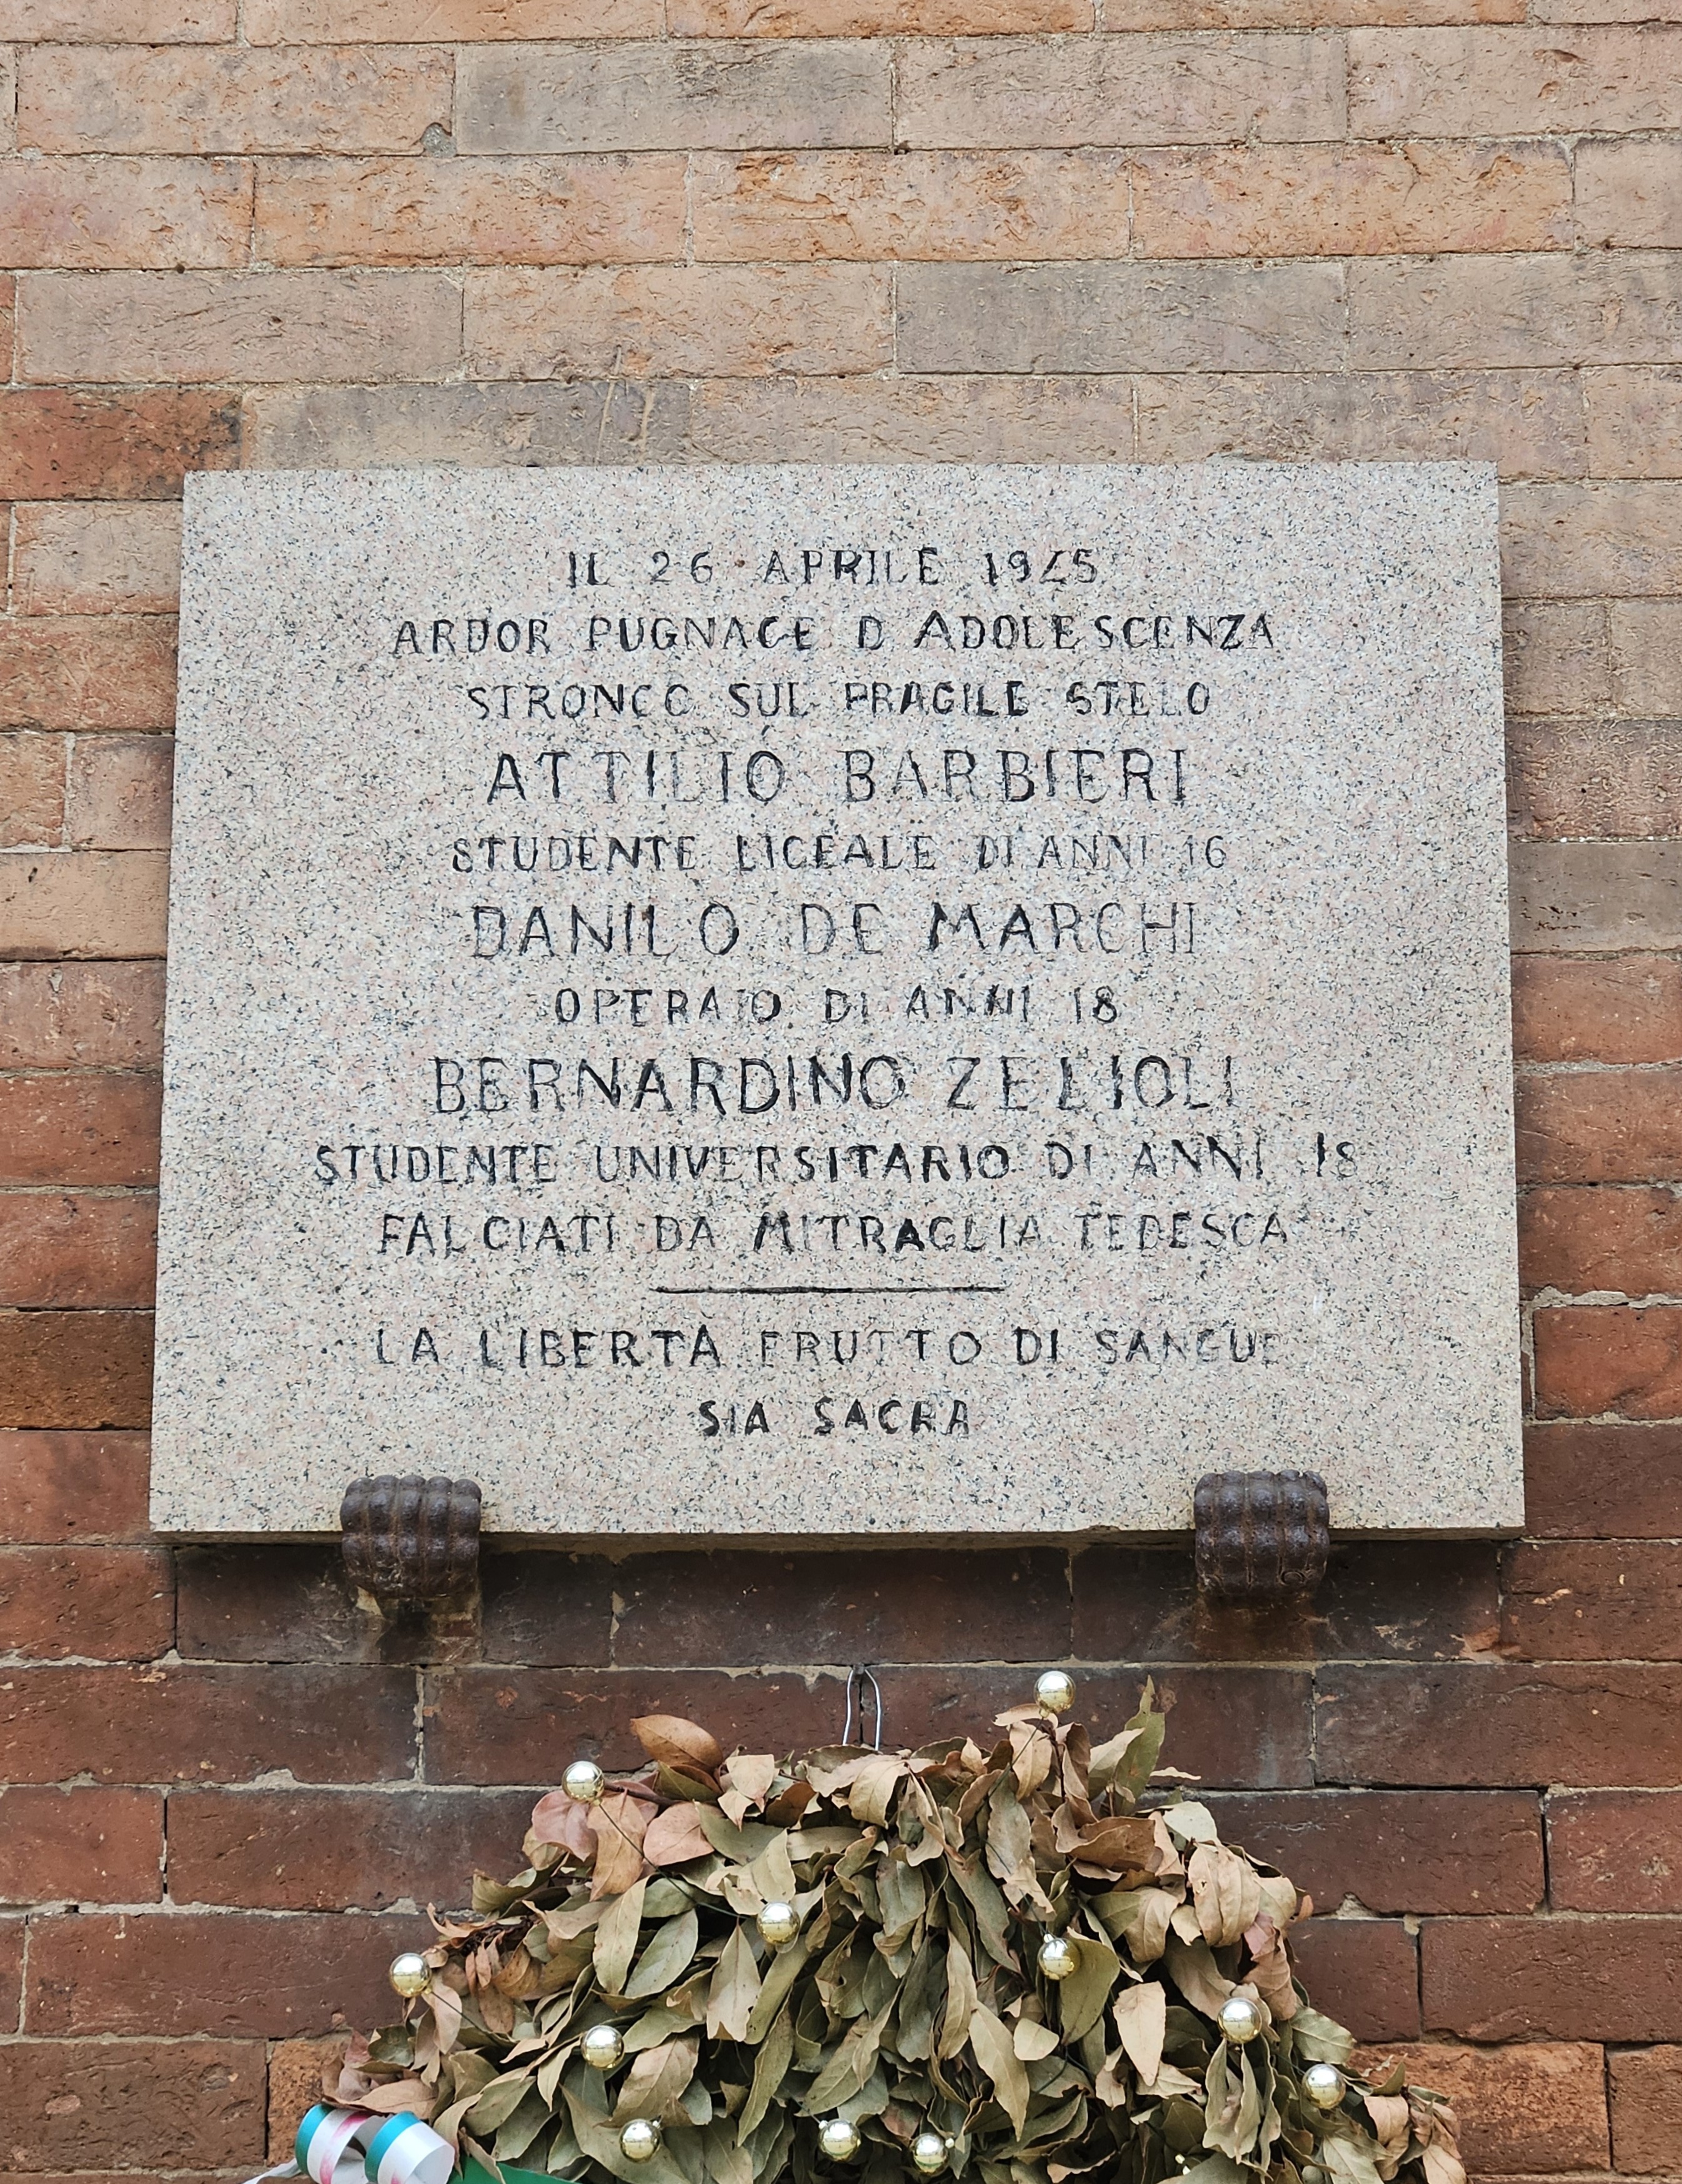 IL 26 APRILE 1945
ARDOR PUGNACE D ADOLESCENZA
STRONCO SUL FRAGILE STELO
ATTILIO BARBIERI
STUDENTE LICEALE DI ANNI 16
DANILO DE MARCHI
OPERAIO DI ANNI 18
BERNARDINO ZELIOLI
STUDENTE UNIVERSITARIO DI ANNI 18
FALCIATI DA MITRAGLIA TEDESCA
LA LIBERTÀ FRUTTO DI SANGUE
SIA SACRA